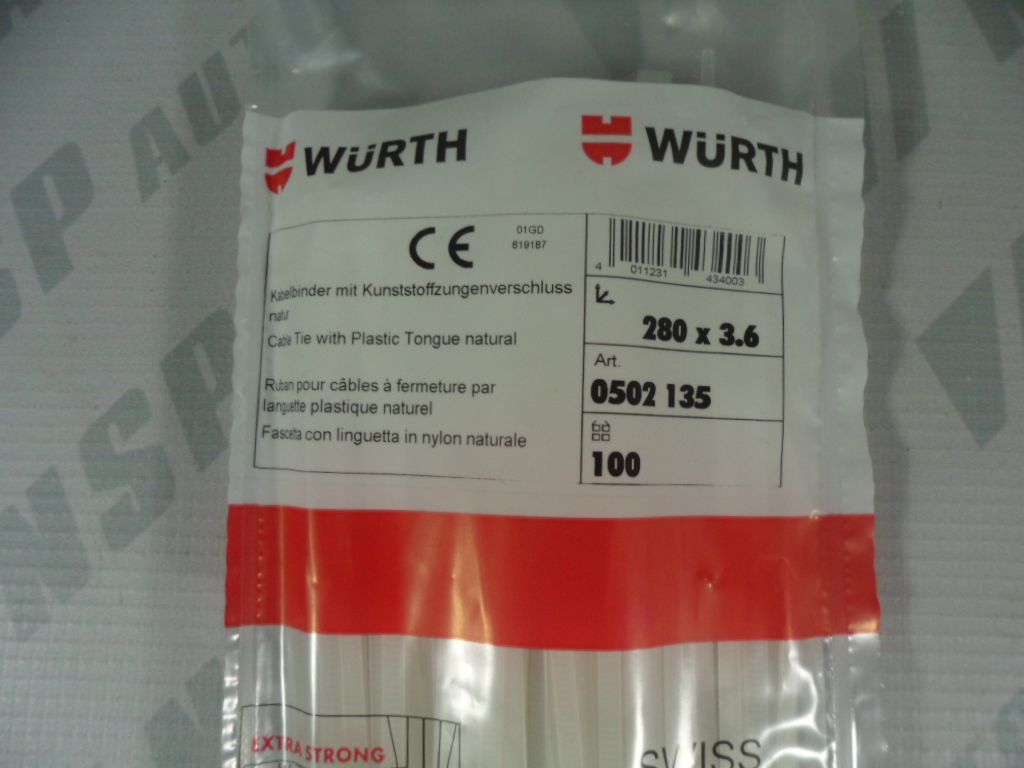 WÜRTH
WÜRTH
CE
01GD
819187
4 011231 434003
Kabelbinder mit Kunststoffzungenverschluss
natur
Cable Tie with Plastic Tongue natural
Ruban pour câbles à fermeture par
languette plastique naturel
Fascetta con linguetta in nylon naturale
280 x 3.6
Art.
0502 135
100
EXTRA STRONG
SWISS